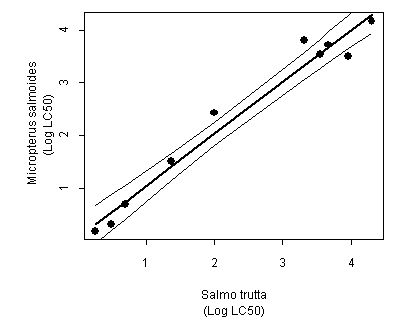 Micropterus salmoides
(Log LC50)
4
3
2
1
1 2 3 4
Salmo trutta
(Log LC50)